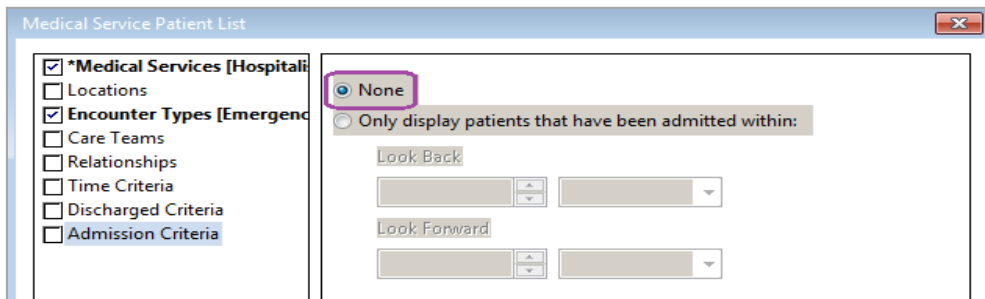 Medical Service Patient List
*Medical Services [Hospitali
Locations
Encounter Types [Emergenc
Care Teams
Relationships
Time Criteria
Discharged Criteria
Admission Criteria
None
Only display patients that have been admitted within:
Look Back
Look Forward